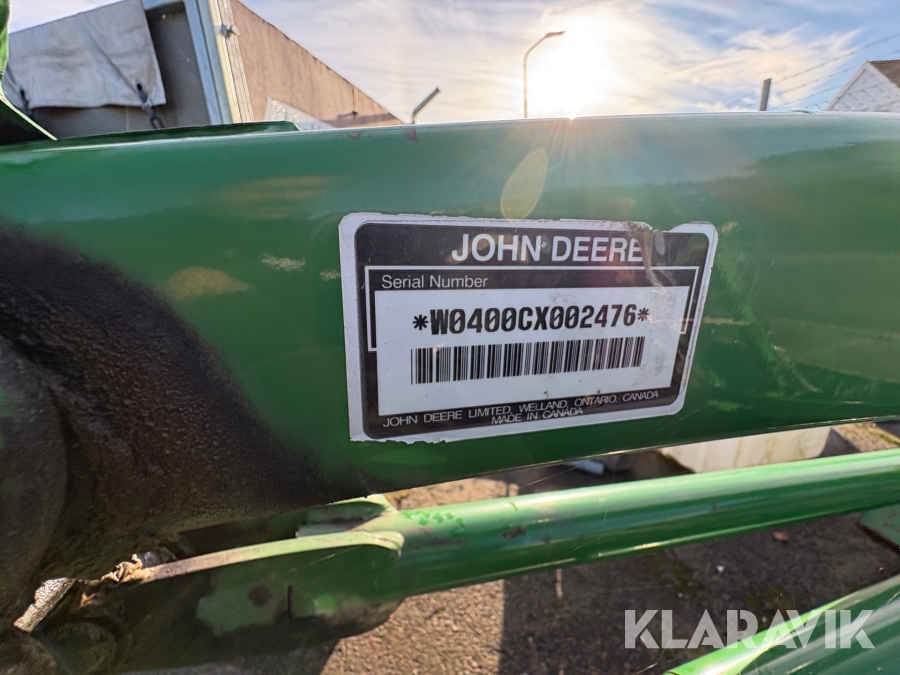 JOHN DEERE
Serial Number
*W0400CX002476*
JOHN DEERE LIMITED, WELLAND, ONTARIO, CANADA
MADE IN CANADA
KLARAVIK